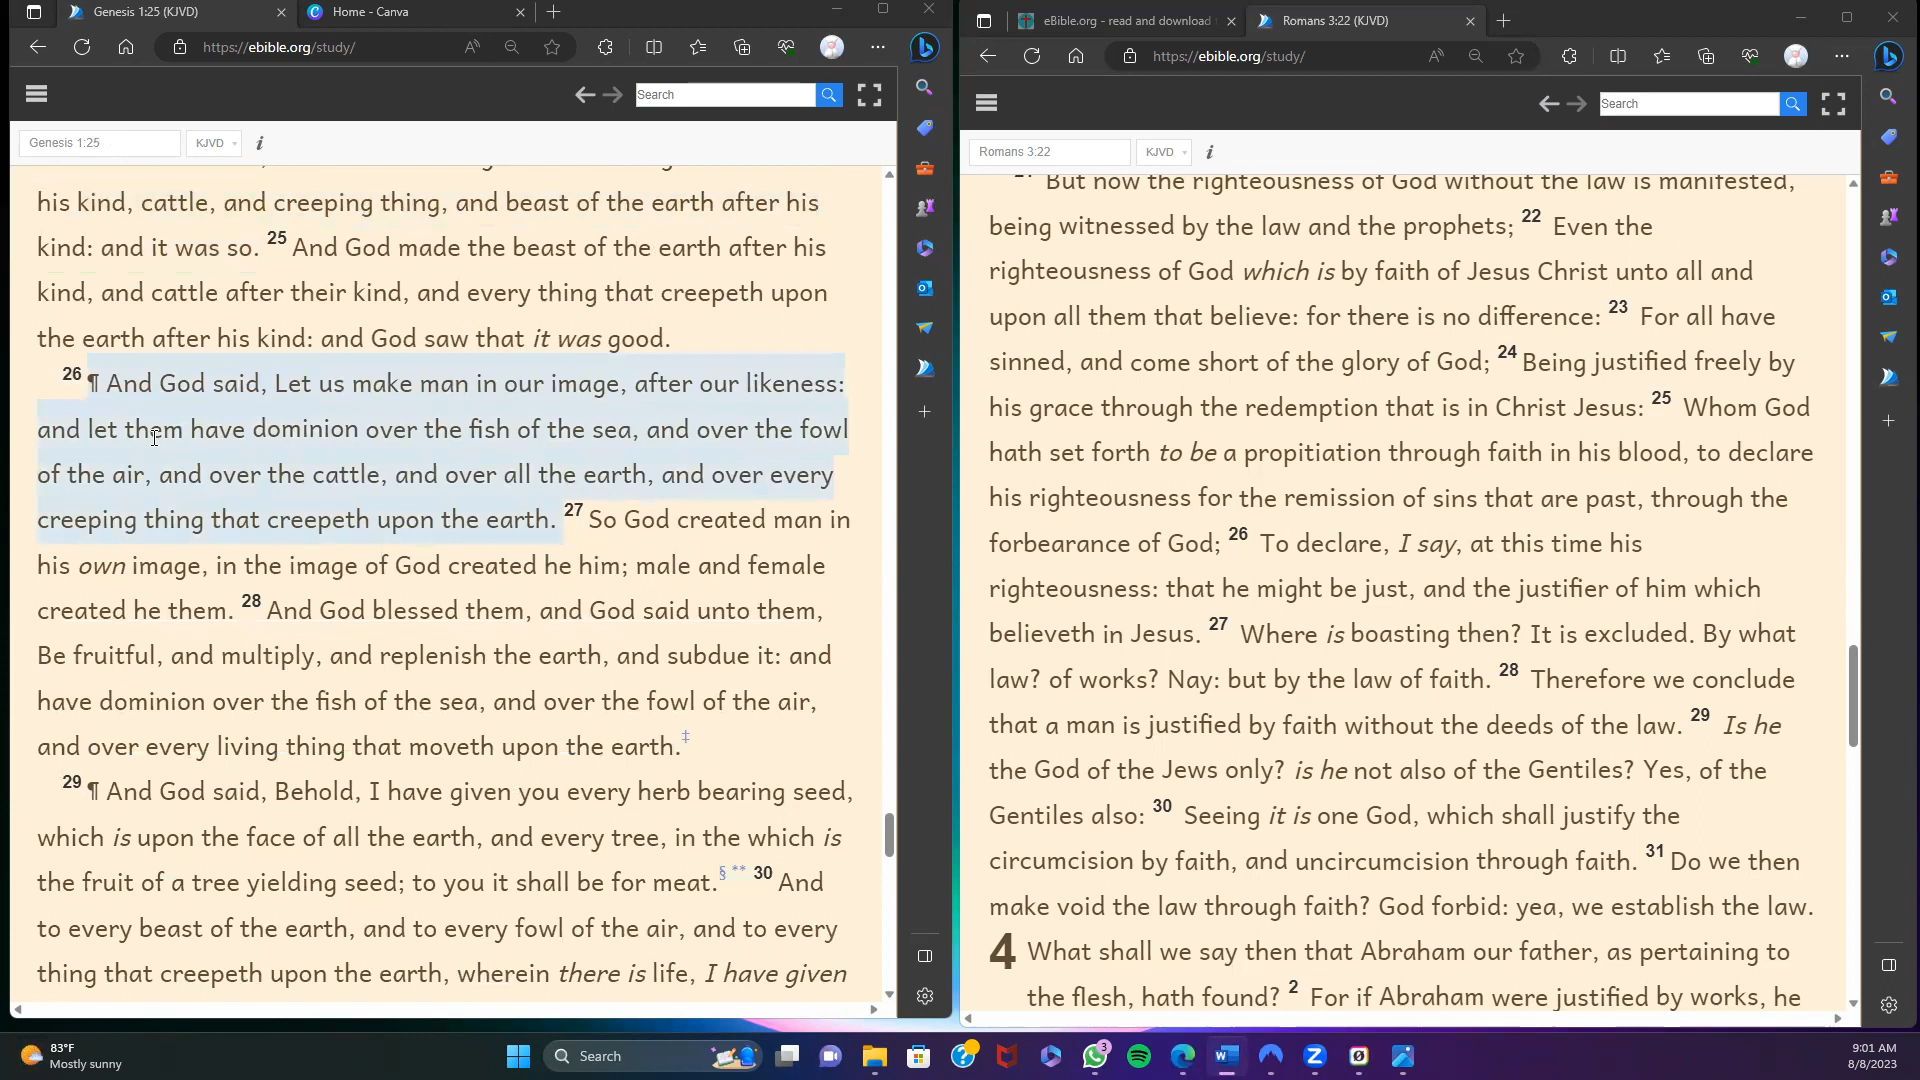 Genesis 1:25 (KJVD)
Home - Canva
https://ebible.org/study/
Search
Genesis 1:25
KJVD
i
his kind, cattle, and creeping thing, and beast of the earth after his
kind: and it was so. 25 And God made the beast of the earth after his
kind, and cattle after their kind, and every thing that creepeth upon
the earth after his kind: and God saw that it was good.
26 ¶ And God said, Let us make man in our image, after our likeness:
and let them have dominion over the fish of the sea, and over the fowl
of the air, and over the cattle, and over all the earth, and over every
creeping thing that creepeth upon the earth. 27 So God created man in
his own image, in the image of God created he him; male and female
created he them. 28 And God blessed them, and God said unto them,
Be fruitful, and multiply, and replenish the earth, and subdue it: and
have dominion over the fish of the sea, and over the fowl of the air,
and over every living thing that moveth upon the earth.‡
29 ¶ And God said, Behold, I have given you every herb bearing seed,
which is upon the face of all the earth, and every tree, in the which is
the fruit of a tree yielding seed; to you it shall be for meat.§ ** 30 And
to every beast of the earth, and to every fowl of the air, and to every
thing that creepeth upon the earth, wherein there is life, I have given
eBible.org - read and download
Romans 3:22 (KJVD)
https://ebible.org/study/
Search
Romans 3:22
KJVD
i
But now the righteousness of God without the law is manifested,
being witnessed by the law and the prophets; 22 Even the
righteousness of God which is by faith of Jesus Christ unto all and
upon all them that believe: for there is no difference: 23 For all have
sinned, and come short of the glory of God; 24 Being justified freely by
his grace through the redemption that is in Christ Jesus: 25 Whom God
hath set forth to be a propitiation through faith in his blood, to declare
his righteousness for the remission of sins that are past, through the
forbearance of God; 26 To declare, I say, at this time his
righteousness: that he might be just, and the justifier of him which
believeth in Jesus. 27 Where is boasting then? It is excluded. By what
law? of works? Nay: but by the law of faith. 28 Therefore we conclude
that a man is justified by faith without the deeds of the law. 29 Is he
the God of the Jews only? is he not also of the Gentiles? Yes, of the
Gentiles also: 30 Seeing it is one God, which shall justify the
circumcision by faith, and uncircumcision through faith. 31 Do we then
make void the law through faith? God forbid: yea, we establish the law.
4 What shall we say then that Abraham our father, as pertaining to
the flesh, hath found? 2 For if Abraham were justified by works, he
83°F
Mostly sunny
Search
3
9:01 AM
8/8/2023